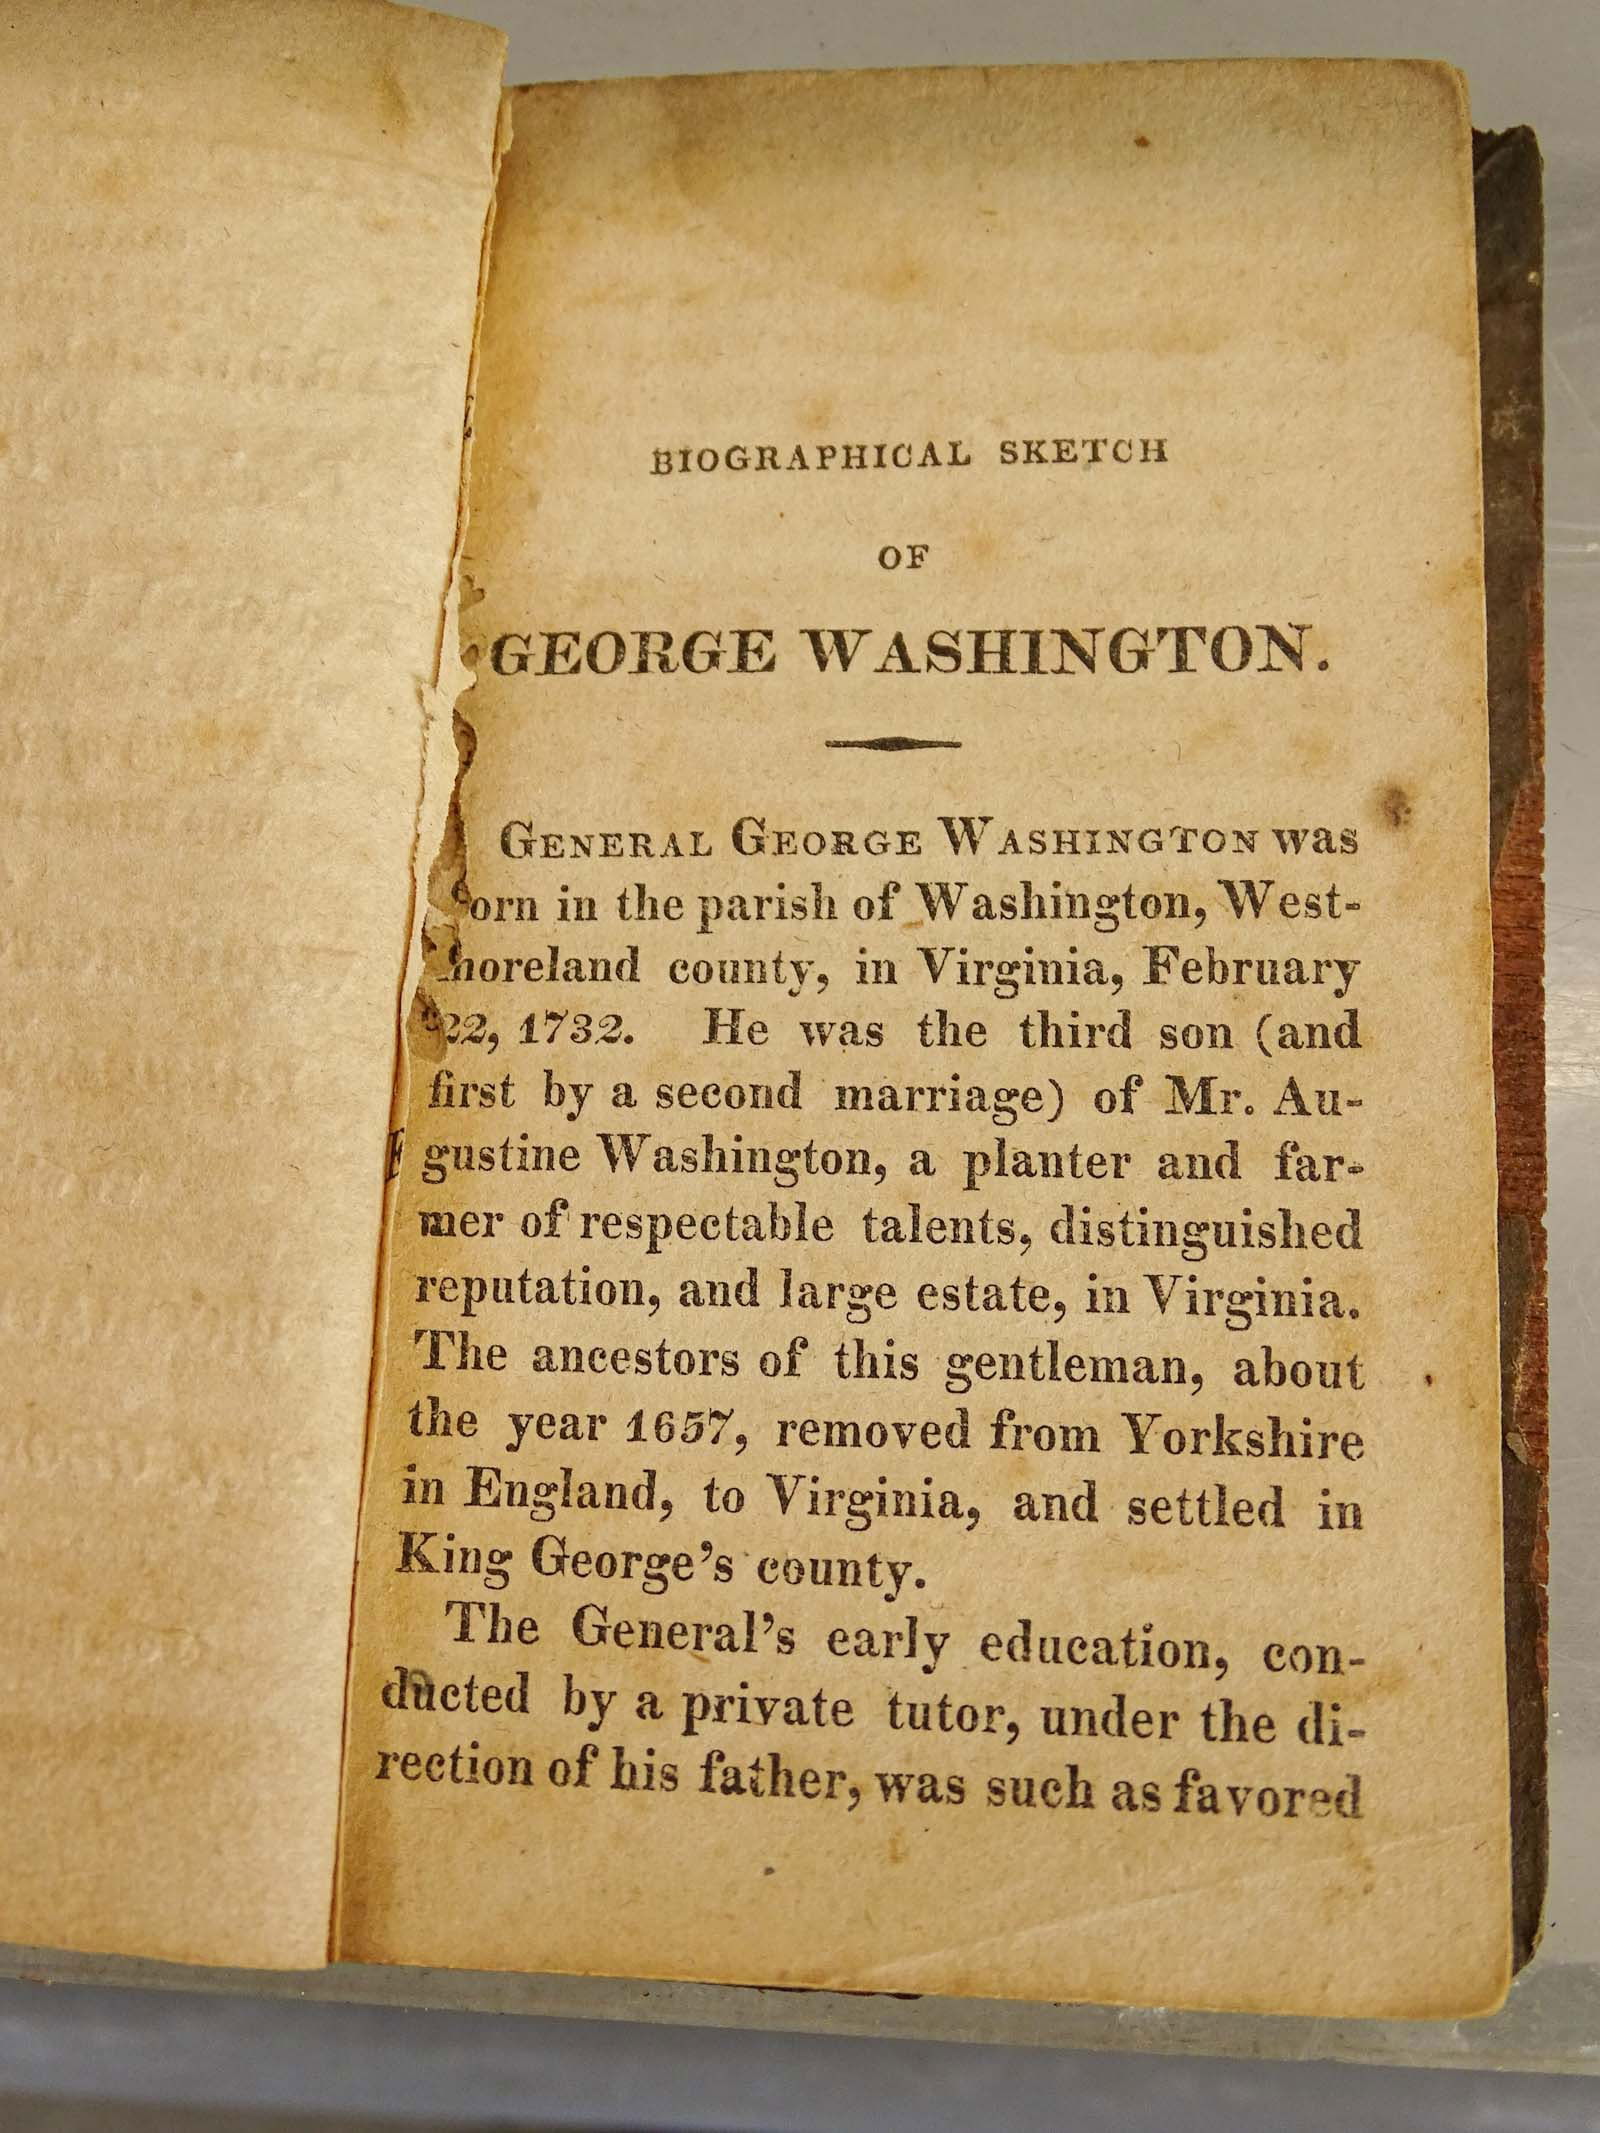 BIOGRAPHICAL SKETCH
OF
GEORGE WASHINGTON.
GENERAL GEORGE WASHINGTON was
orn in the parish of Washington, West-
horeland county, in Virginia, February
22, 1732. He was the third son (and
first by a second marriage) of Mr. Au-
gustine Washington, a planter and far-
mer of respectable talents, distinguished
reputation, and large estate, in Virginia.
The ancestors of this gentleman, about
the year 1657, removed from Yorkshire
in England, to Virginia, and settled in
King George's county.
The General's early education, con-
ducted by a private tutor, under the di-
rection of his father, was such as favored